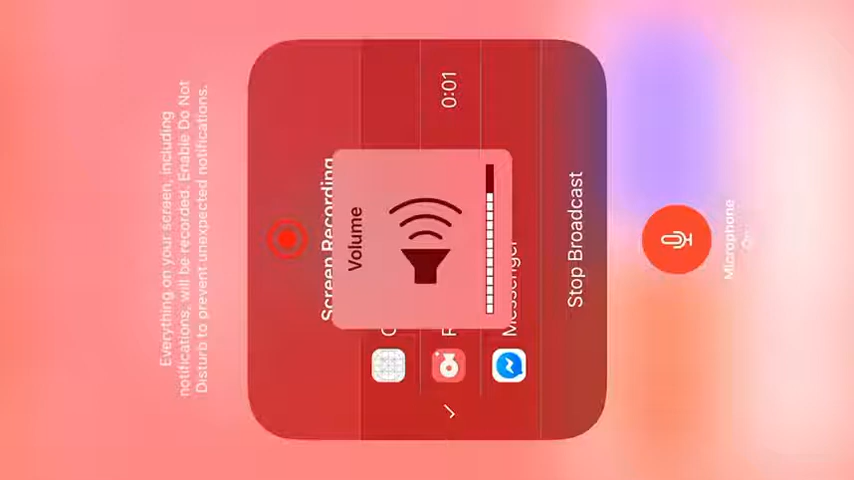 Everything on your screen, including
notifications, will be recorded. Enable Do Not
Disturb to prevent unexpected notifications.
Screen Recording
Volume
0:01
Messenger
Stop Broadcast
Microphone
On